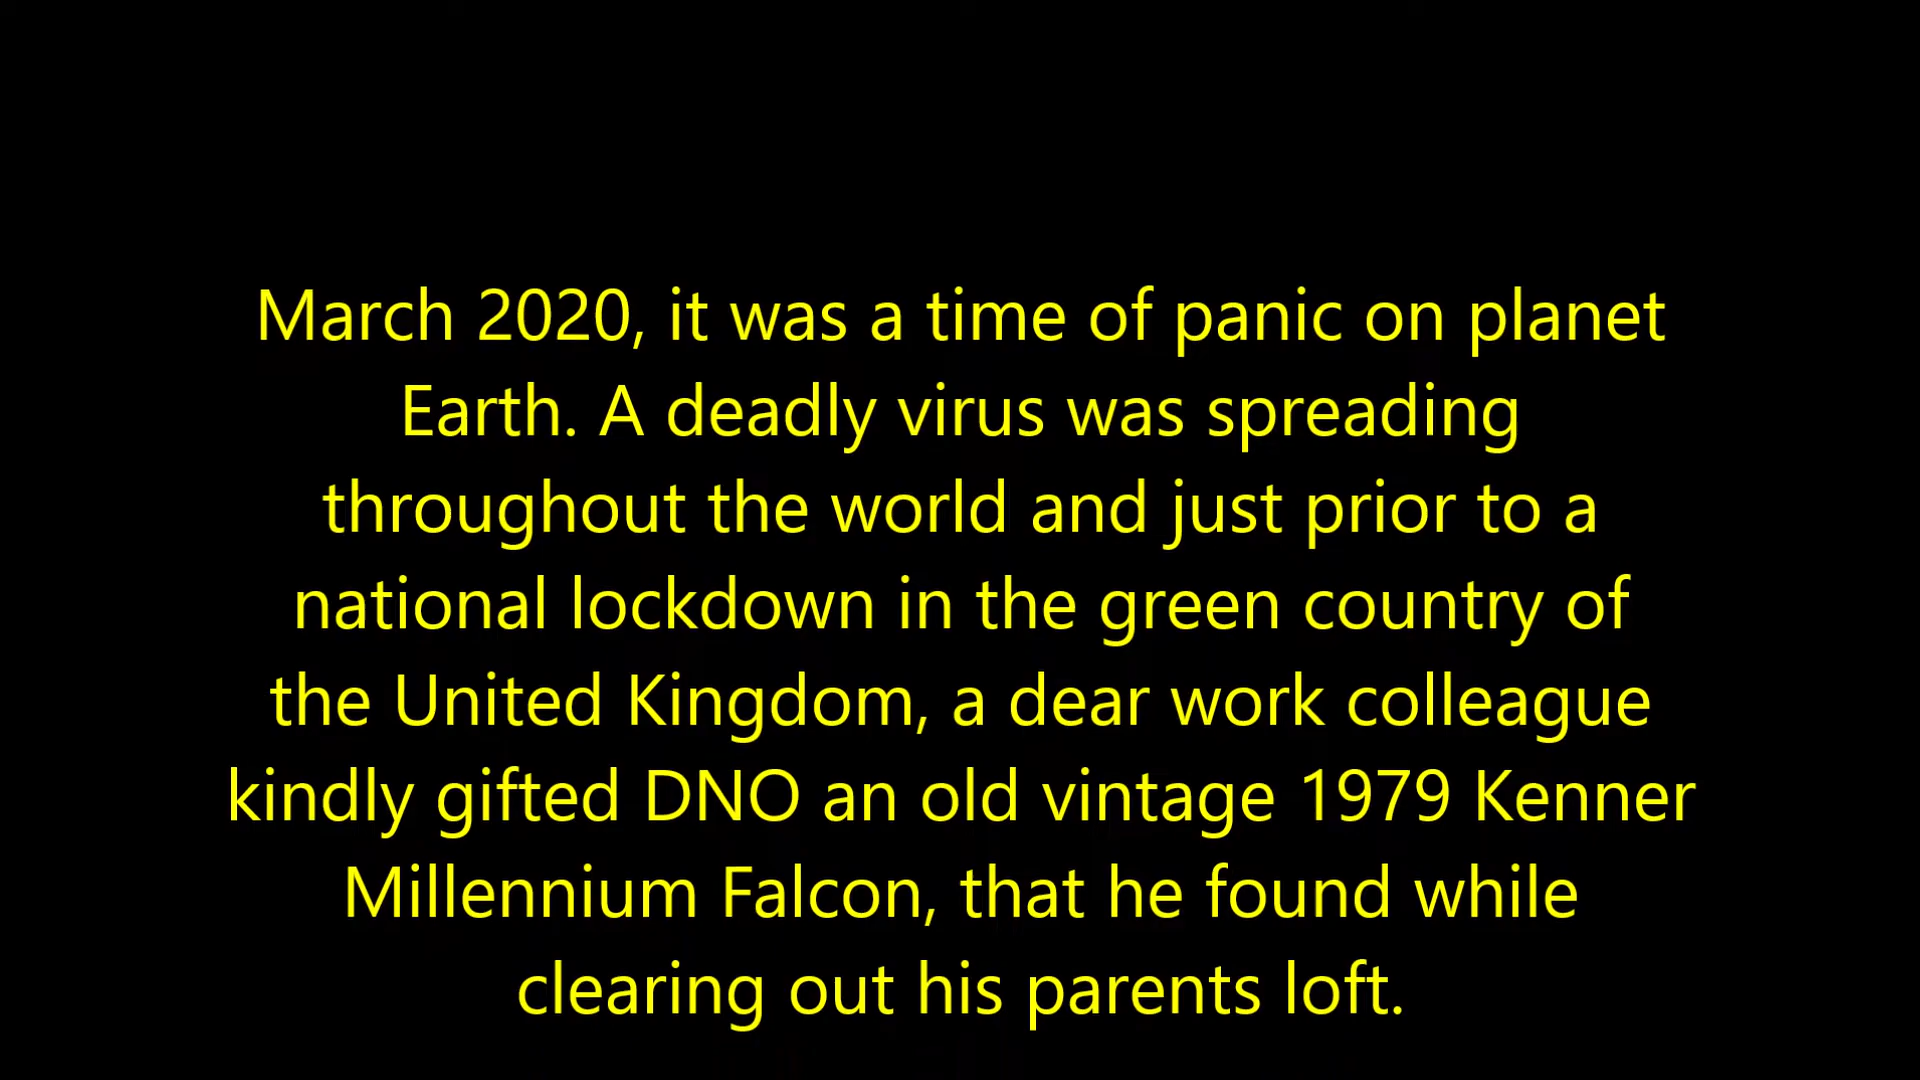 March 2020, it was a time of panic on planet
Earth. A deadly virus was spreading
throughout the world and just prior to a
national lockdown in the green country of
the United Kingdom, a dear work colleague
kindly gifted DNO an old vintage 1979 Kenner
Millennium Falcon, that he found while
clearing out his parents loft.